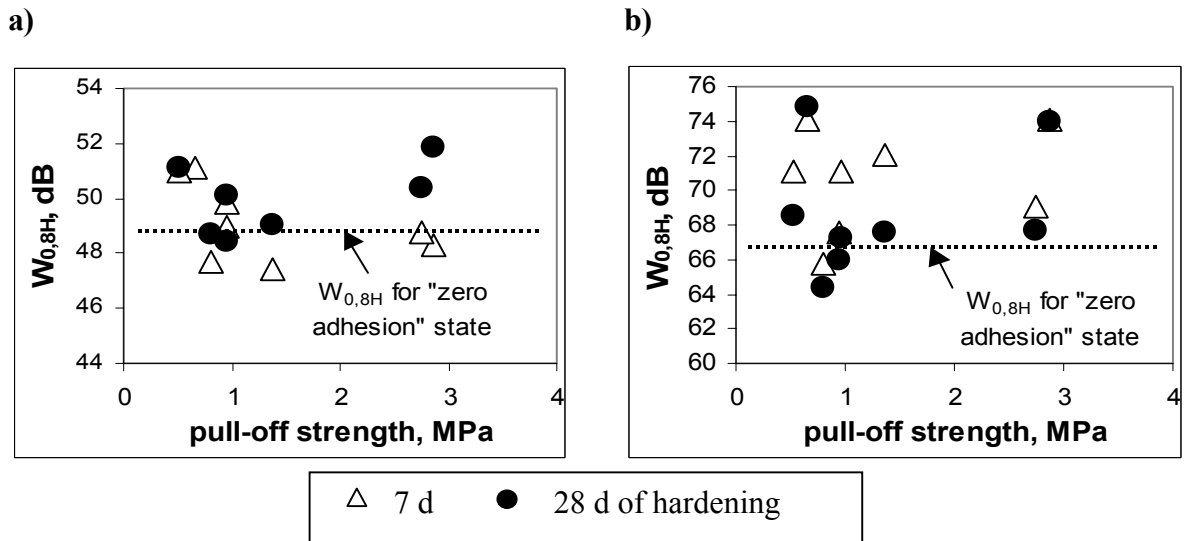 a)
54
52
50
48
46
44
W0,8H, dB
W0,8H for "zero
adhesion" state
0 1 2 3 4
pull-off strength, MPa
b)
76
74
72
70
68
66
64
62
60
W0,8H, dB
W0,8H for "zero
adhesion" state
0 1 2 3 4
pull-off strength, MPa
7 d 28 d of hardening